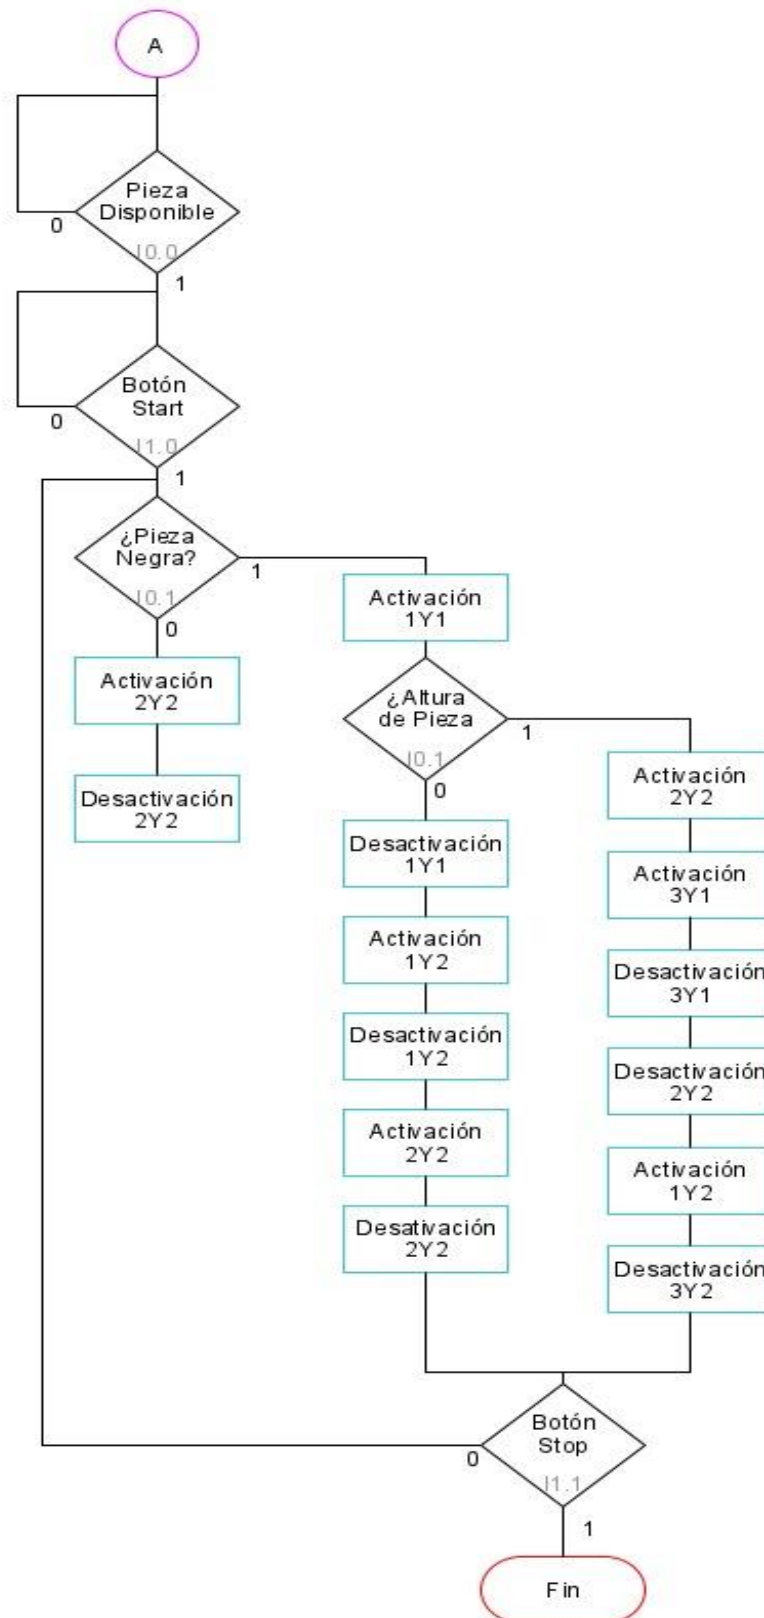 A
Pieza
Disponible
0
I0.0
1
Botón
Start
0
I1.0
1
¿Pieza
Negra?
1
I0.1
0
Activación
2Y2
Desactivación
2Y2
Activación
1Y1
¿Altura
de Pieza
1
I0.1
0
Desactivación
1Y1
Activación
1Y2
Desactivación
1Y2
Activación
2Y2
Desativación
2Y2
Activación
2Y2
Activación
3Y1
Desactivación
3Y1
Desactivación
2Y2
Activación
1Y2
Desactivación
3Y2
Botón
Stop
0
I1.1
1
Fin